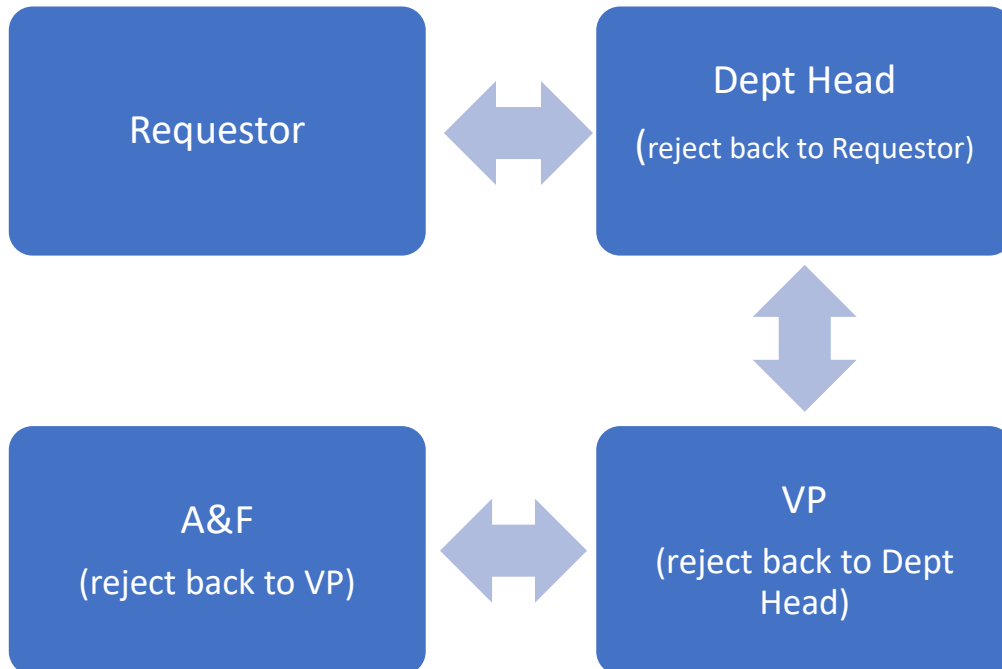 Requestor
Dept Head
(reject back to Requestor)
A&F
(reject back to VP)
VP
(reject back to Dept
Head)